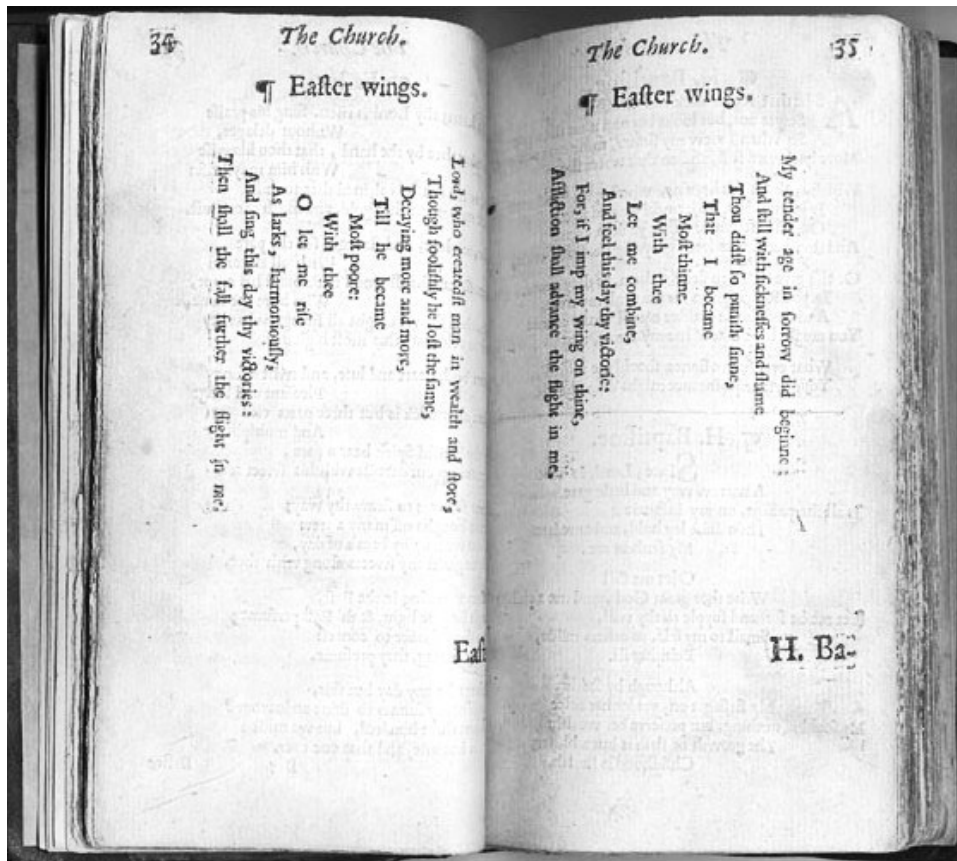 34
The Church.
¶ Eaſter wings.
Lord, who createdſt man in wealth and ſtore,
Though fooliſhly he loſt the ſame,
Decaying more and more,
Till he became
Moſt poore:
With thee
O let me riſe
As larks, harmoniouſly,
And ſing this day thy victories:
Then ſhall the fall further the flight in me.
Eaſ
The Church.
35
¶ Eaſter wings.
My tender age in ſorrow did beginne:
And ſtill with ſickneſſes and ſhame
Thou didſt ſo puniſh ſinne,
That I became
Moſt thinne.
With thee
Let me combine,
And feel this day thy victorie:
For, if I imp my wing on thine,
Affliction ſhall advance the flight in me.
H. Ba-